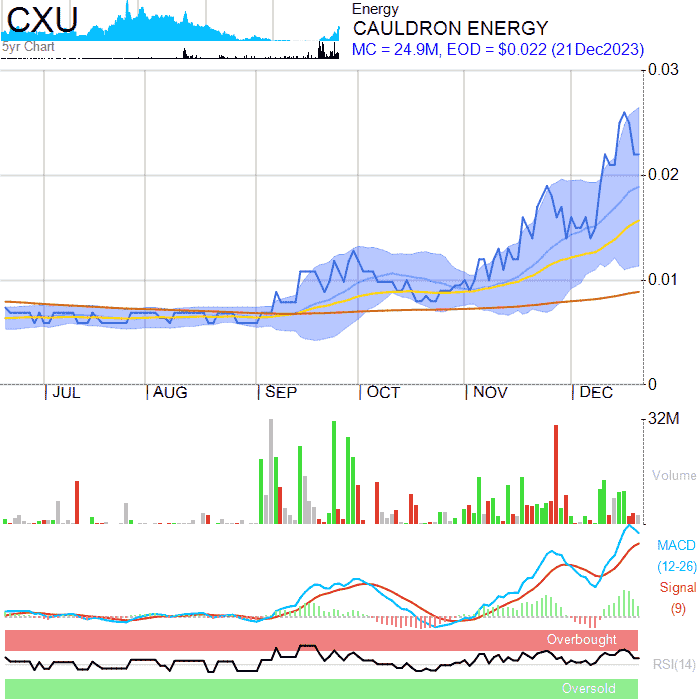 CXU
5yr Chart
Energy
CAULDRON ENERGY
MC = 24.9M, EOD = $0.022 (21Dec2023)
0.03
0.02
0.01
0
JUL AUG SEP OCT NOV DEC
32M
Volume
MACD
(12-26)
Signal
(9)
Overbought
RSI(14)
Oversold